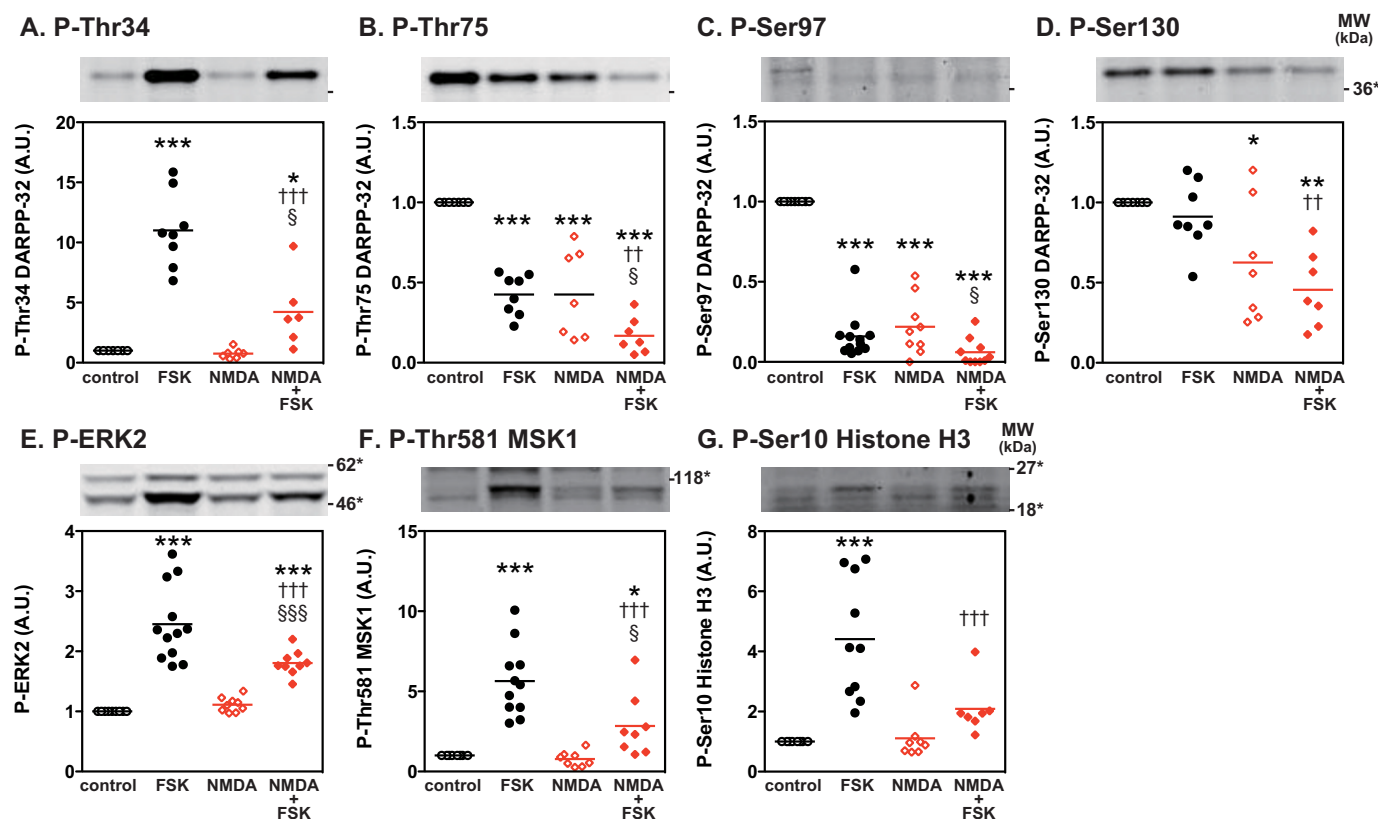 A. P-Thr34
P-Thr34 DARPP-32 (A.U.)
20
15
10
5
0
***
*
†††
§
control FSK NMDA NMDA
+
FSK
B. P-Thr75
P-Thr75 DARPP-32 (A.U.)
1.5
1.0
0.5
0.0
***
***
***
††
§
control FSK NMDA NMDA
+
FSK
C. P-Ser97
P-Ser97 DARPP-32 (A.U.)
1.5
1.0
0.5
0.0
***
***
***
§
control FSK NMDA NMDA
+
FSK
D. P-Ser130
MW
(kDa)
-36*
P-Ser130 DARPP-32 (A.U.)
1.5
1.0
0.5
0.0
*
**
††
control FSK NMDA NMDA
+
FSK
E. P-ERK2
-62*
-46*
P-ERK2 (A.U.)
4
3
2
1
0
***
***
†††
§§§
control FSK NMDA NMDA
+
FSK
F. P-Thr581 MSK1
-118*
P-Thr581 MSK1 (A.U.)
15
10
5
0
***
*
†††
§
control FSK NMDA NMDA
+
FSK
G. P-Ser10 Histone H3
MW
(kDa)
-27*
-18*
P-Ser10 Histone H3 (A.U.)
8
6
4
2
0
***
†††
control FSK NMDA NMDA
+
FSK